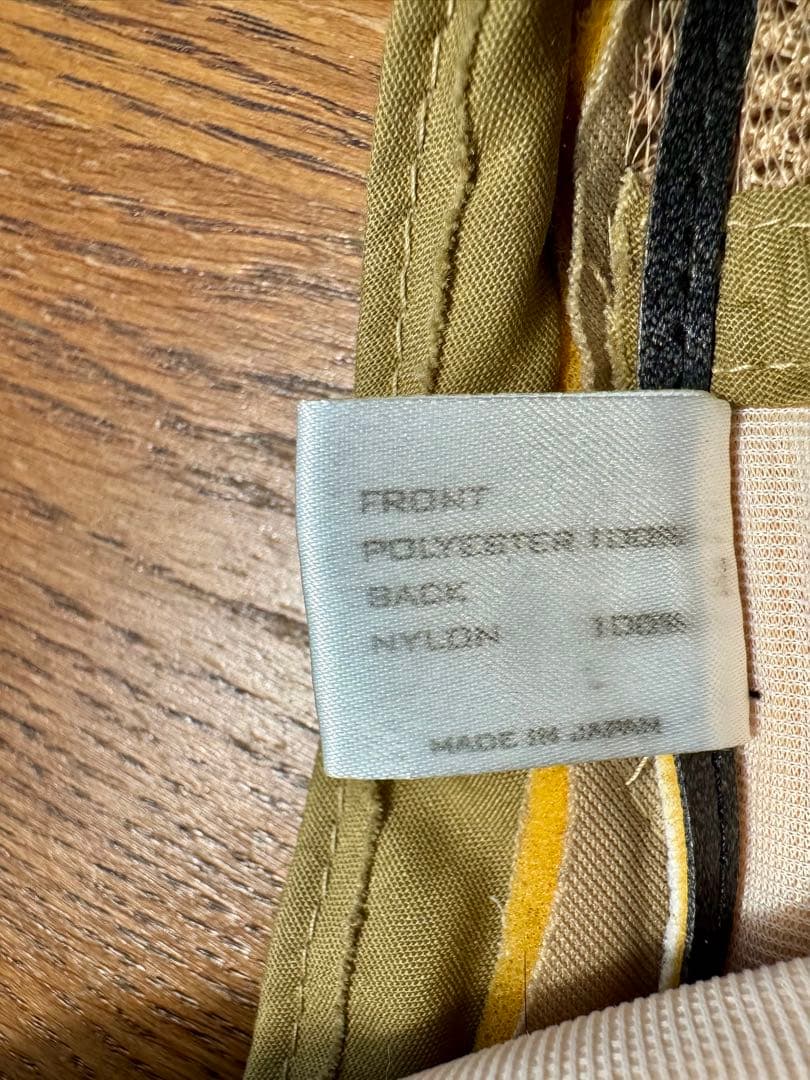 FRONT
POLYESTER 100%
BACK
NYLON 100%
MADE IN JAPAN